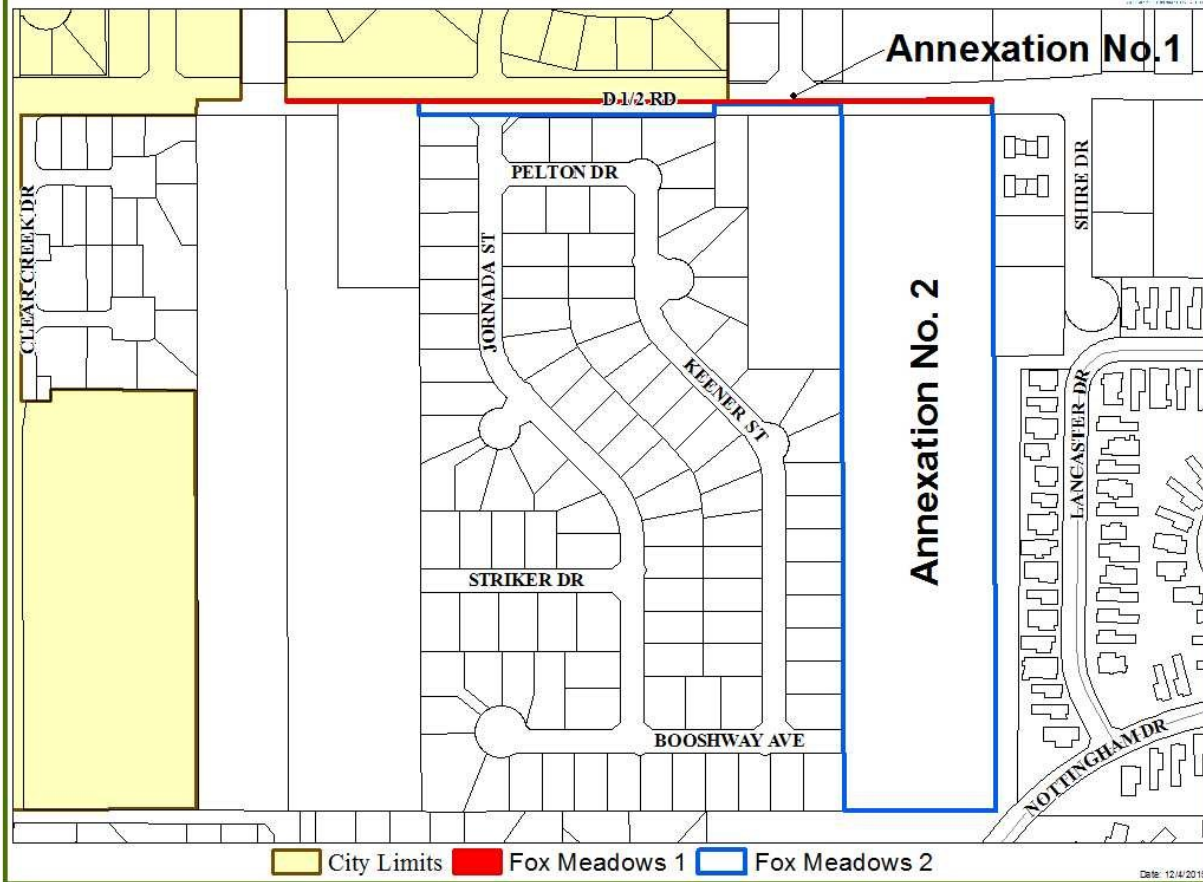 Annexation No.1
D 1/2 RD
PELTON DR
CLEAR CREEK DR
JORNADA ST
SHIRE DR
KEENER ST
Annexation No. 2
LANCASTER DR
STRIKER DR
BOOSHWAY AVE
NOTTINGHAM DR
City Limits
Fox Meadows 1
Fox Meadows 2